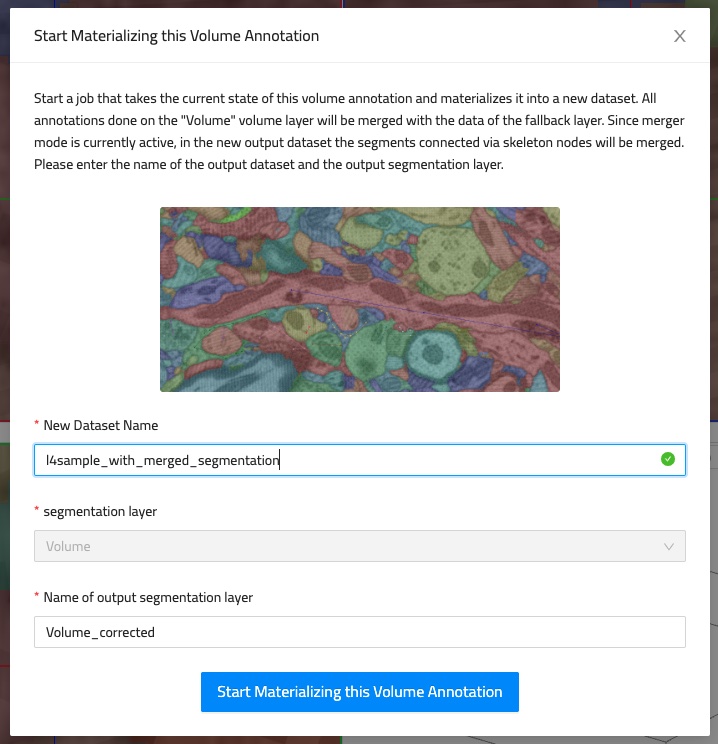 Start Materializing this Volume Annotation
X
Start a job that takes the current state of this volume annotation and materializes it into a new dataset. All
annotations done on the "Volume" volume layer will be merged with the data of the fallback layer. Since merger
mode is currently active, in the new output dataset the segments connected via skeleton nodes will be merged.
Please enter the name of the output dataset and the output segmentation layer.
* New Dataset Name
l4sample_with_merged_segmentation
* segmentation layer
Volume
* Name of output segmentation layer
Volume_corrected
Start Materializing this Volume Annotation